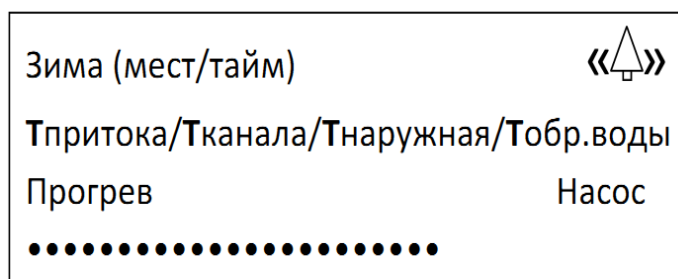 Зима (мест/тайм) «»
Тпритока/Тканала/Тнаружная/Тобр.воды
Прогрев Насос
••••••••••••••••••••••••